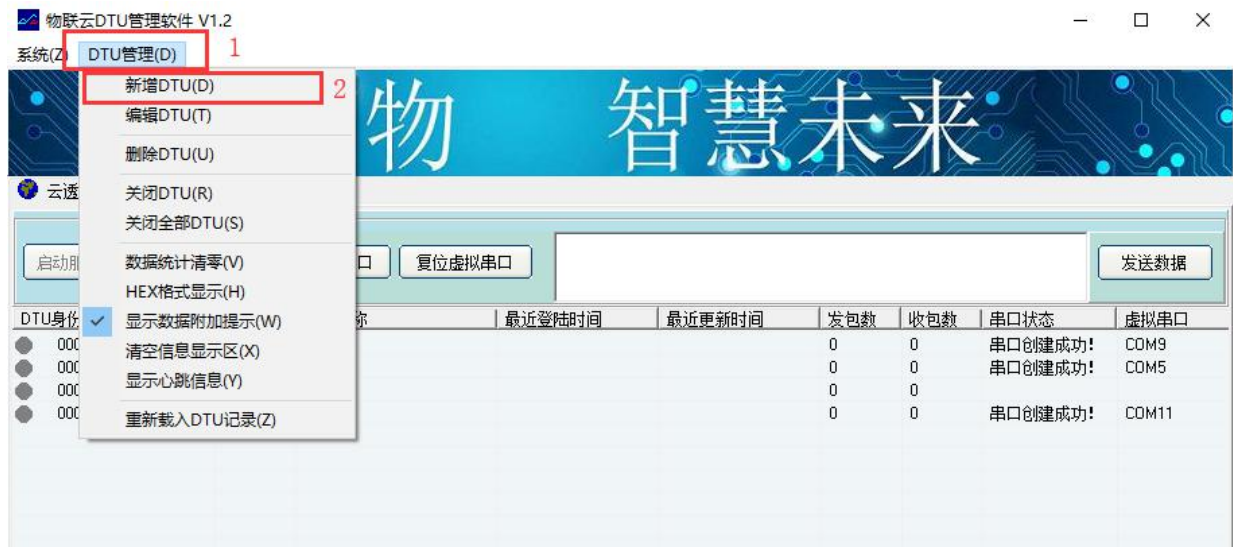 物联云DTU管理软件 V1.2
系统(Z) DTU管理(D) 1
新增DTU(D) 2
编辑DTU(T)
删除DTU(U)
关闭DTU(R)
关闭全部DTU(S)
数据统计清零(V)
HEX格式显示(H)
显示数据附加提示(W)
清空信息显示区(X)
显示心跳信息(Y)
重新载入DTU记录(Z)
物 智慧未来
云透
启动 口 复位虚拟串口 发送数据
DTU身份 称 最近登陆时间 最近更新时间 发包数 收包数 串口状态 虚拟串口
000 0 0 串口创建成功! COM9
000 0 0 串口创建成功! COM5
000 0 0
000 0 0 串口创建成功! COM11